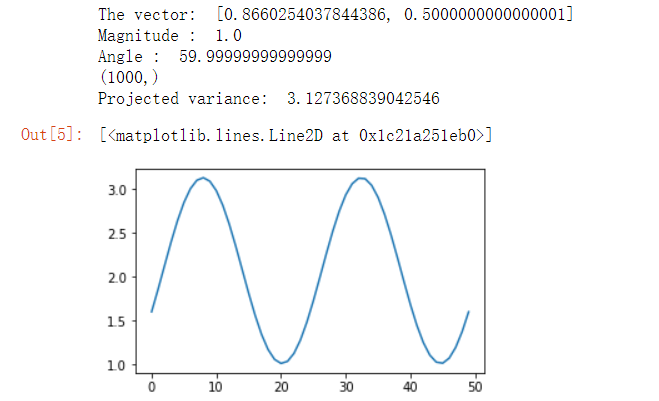 The vector:  [0.8660254037844386, 0.5000000000000001]
Magnitude :  1.0
Angle :  59.99999999999999
(1000,)
Projected variance:  3.127368839042546
Out[5]: [<matplotlib.lines.Line2D at 0x1c21a251eb0>]
3.0
2.5
2.0
1.5
1.0
0 10 20 30 40 50